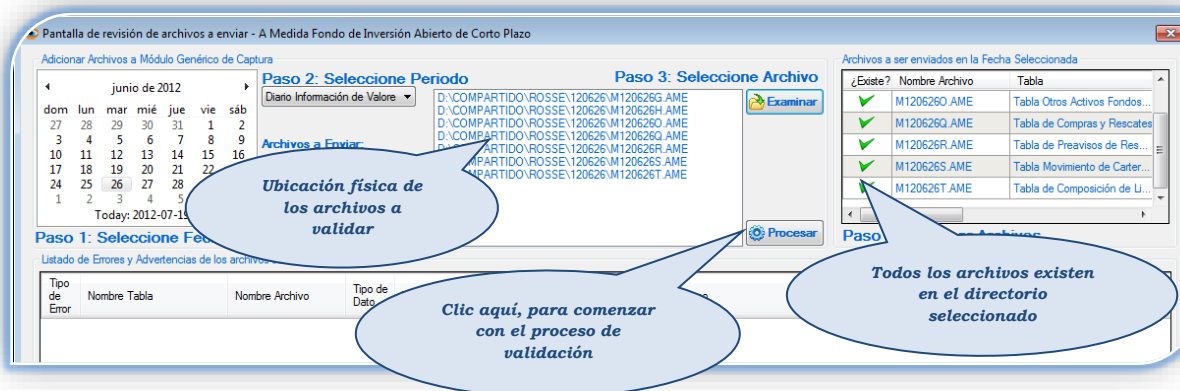 Pantalla de revisión de archivos a enviar - A Medida Fondo de Inversión Abierto de Corto Plazo
Adicionar Archivos a Módulo Genérico de Captura
junio de 2012
dom lun mar mié jue vie sáb
27 28 29 30 31 1 2
3 4 5 6 7 8 9
10 11 12 13 14 15 16
17 18 19 20 21 22
24 25 26 27 28
1 2 3 4 5
Today: 2012-07-19
Paso 1: Seleccione
Paso 2: Seleccione Periodo
Diario Información de Valore
Archivos a Enviar:
Paso 3: Seleccione Archivo
D:\COMPARTIDO\ROSSE\120626\M120626G.AME
D:\COMPARTIDO\ROSSE\120626\M120626H.AME
D:\COMPARTIDO\ROSSE\120626\M120626O.AME
D:\COMPARTIDO\ROSSE\120626\M120626Q.AME
\ROSSE\120626\M120626R.AME
MPARTIDO\ROSSE\120626\M120626S.AME
MPARTIDO\ROSSE\120626\M120626T.AME
Examinar
Procesar
Archivos a ser enviados en la Fecha Seleccionada
¿Existe? Nombre Archivo Tabla
M120626O.AME Tabla Otros Activos Fondos...
M120626Q.AME Tabla de Compras y Rescates
M120626R.AME Tabla de Preavisos de Res...
M120626S.AME Tabla Movimiento de Carter...
M120626T.AME Tabla de Composición de Li...
Paso
Listado de Errores y Advertencias de los
Tipo
de
Error
Nombre Tabla
Nombre Archivo
Tipo de
Dato
Ubicación física de
los archivos a
validar
Clic aquí, para comenzar
con el proceso de
validación
Todos los archivos existen
en el directorio
seleccionado